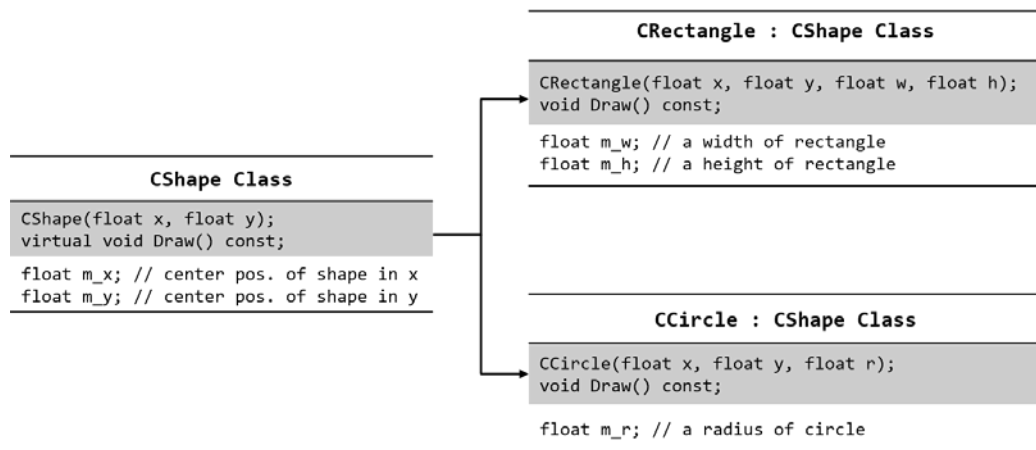 CShape Class
CShape(float x, float y);
virtual void Draw() const;
float m_x; // center pos. of shape in x
float m_y; // center pos. of shape in y
CRectangle : CShape Class
CRectangle(float x, float y, float w, float h);
void Draw() const;
float m_w; // a width of rectangle
float m_h; // a height of rectangle
CCircle : CShape Class
CCircle(float x, float y, float r);
void Draw() const;
float m_r; // a radius of circle